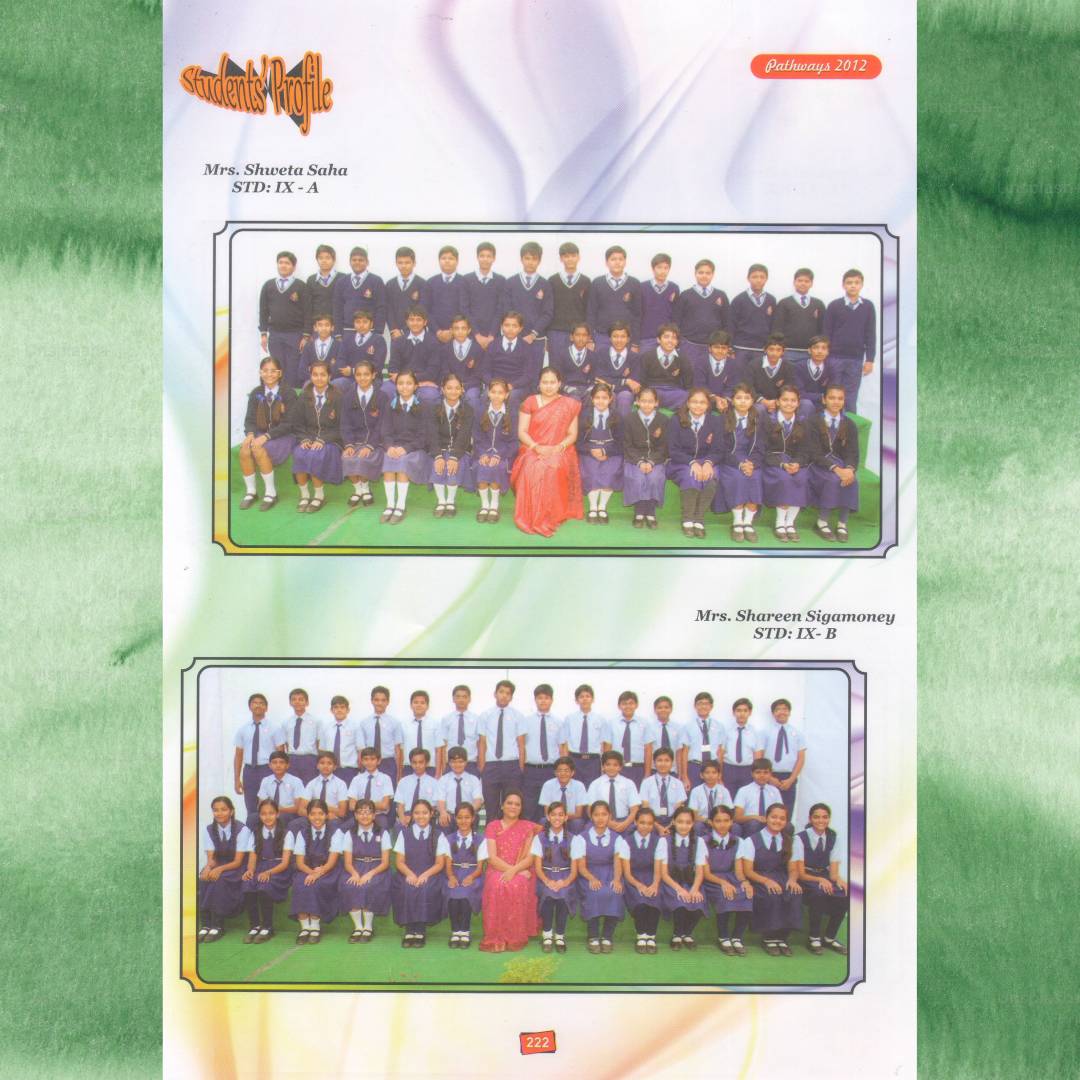 Students' Profile
Pathways 2012
Mrs. Shweta Saha
STD: IX - A
Mrs. Shareen Sigamoney
STD: IX- B
222